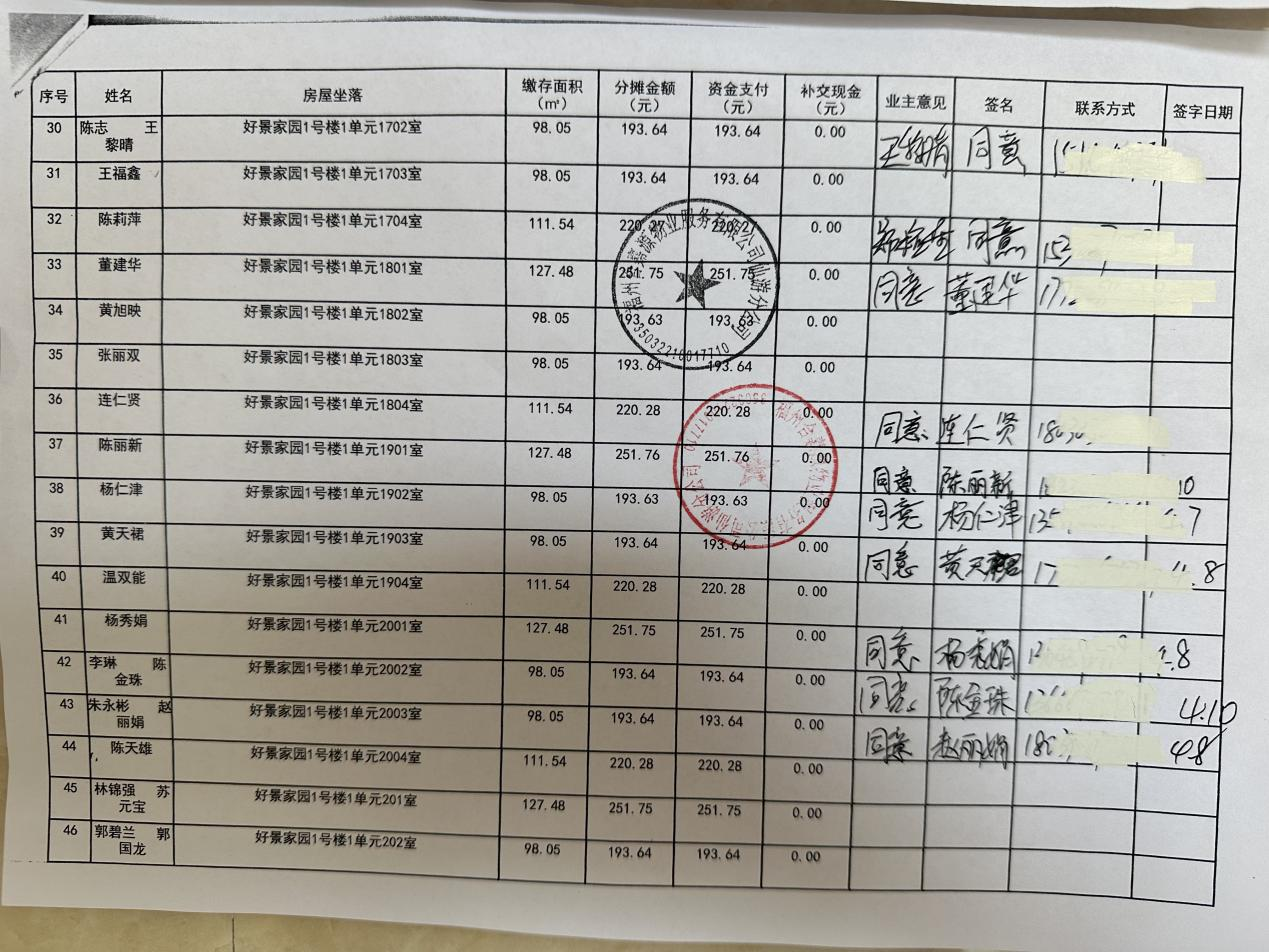 序号 姓名 房屋坐落 缴存面积（㎡） 分摊金额（元） 资金支付（元） 补交现金（元） 业主意见 签名 联系方式 签字日期
30 陈志 王黎晴 好景家园1号楼1单元1702室 98.05 193.64 193.64 0.00 同意
31 王福鑫 好景家园1号楼1单元1703室 98.05 193.64 193.64 0.00
32 陈莉萍 好景家园1号楼1单元1704室 111.54 220.27 220.27 0.00 同意 153
33 董建华 好景家园1号楼1单元1801室 127.48 251.75 251.75 0.00 同意 董建华 17
34 黄旭映 好景家园1号楼1单元1802室 98.05 193.63 193.63 0.00
35 张丽双 好景家园1号楼1单元1803室 98.05 193.64 193.64 0.00
36 连仁贤 好景家园1号楼1单元1804室 111.54 220.28 220.28 0.00 同意 连仁贤
37 陈丽新 好景家园1号楼1单元1901室 127.48 251.76 251.76 0.00 同意 陈丽新 10
38 杨仁津 好景家园1号楼1单元1902室 98.05 193.63 193.63 0.00 同意 杨仁津 135 7
39 黄天裙 好景家园1号楼1单元1903室 98.05 193.64 193.64 0.00 同意 黄天裙 17 8
40 温双能 好景家园1号楼1单元1904室 111.54 220.28 220.28 0.00
41 杨秀娟 好景家园1号楼1单元2001室 127.48 251.75 251.75 0.00 同意 杨秀娟 8
42 李琳 陈金珠 好景家园1号楼1单元2002室 98.05 193.64 193.64 0.00 同意 陈金珠 4.10
43 朱永彬 赵丽娟 好景家园1号楼1单元2003室 98.05 193.64 193.64 0.00 同意 赵丽娟 180 4.8
44 陈天雄 好景家园1号楼1单元2004室 111.54 220.28 220.28 0.00
45 林锦强 苏元宝 好景家园1号楼1单元201室 127.48 251.75 251.75 0.00
46 郭碧兰 郭国龙 好景家园1号楼1单元202室 98.05 193.64 193.64 0.00
35032210017710